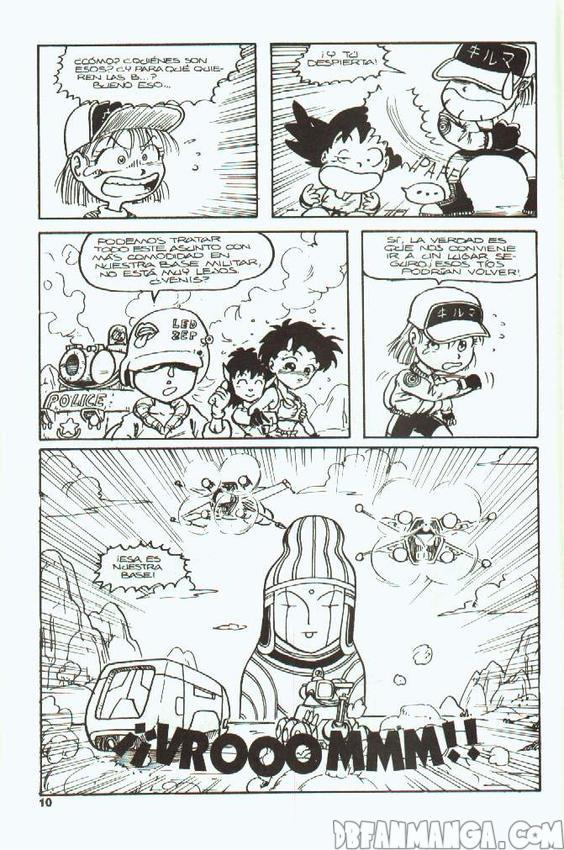 ¿CÓMO? ¿QUIÉNES SON
ESOS? ¿Y PARA QUÉ QUIE-
REN LAS B...?
BUENO ESO...
¡Y TÚ
DESPIERTA!
キルマ
¡PAF!
...
PODEMOS TRATAR
TODO ESTE ASUNTO CON
MÁS COMODIDAD EN
NUESTRA BASE MILITAR,
NO ESTÁ MUY LEJOS
¿VENÍS?
LED
ZEP
POLICE
SÍ, LA VERDAD ES
QUE NOS CONVIENE
IR A UN LUGAR SE-
GURO, ¡ESOS TÍOS
PODRÍAN VOLVER!
キルマ
¡ESA ES
NUESTRA
BASE!
¡¡VROOOMMM!!
10
DBFANMANGA.COM